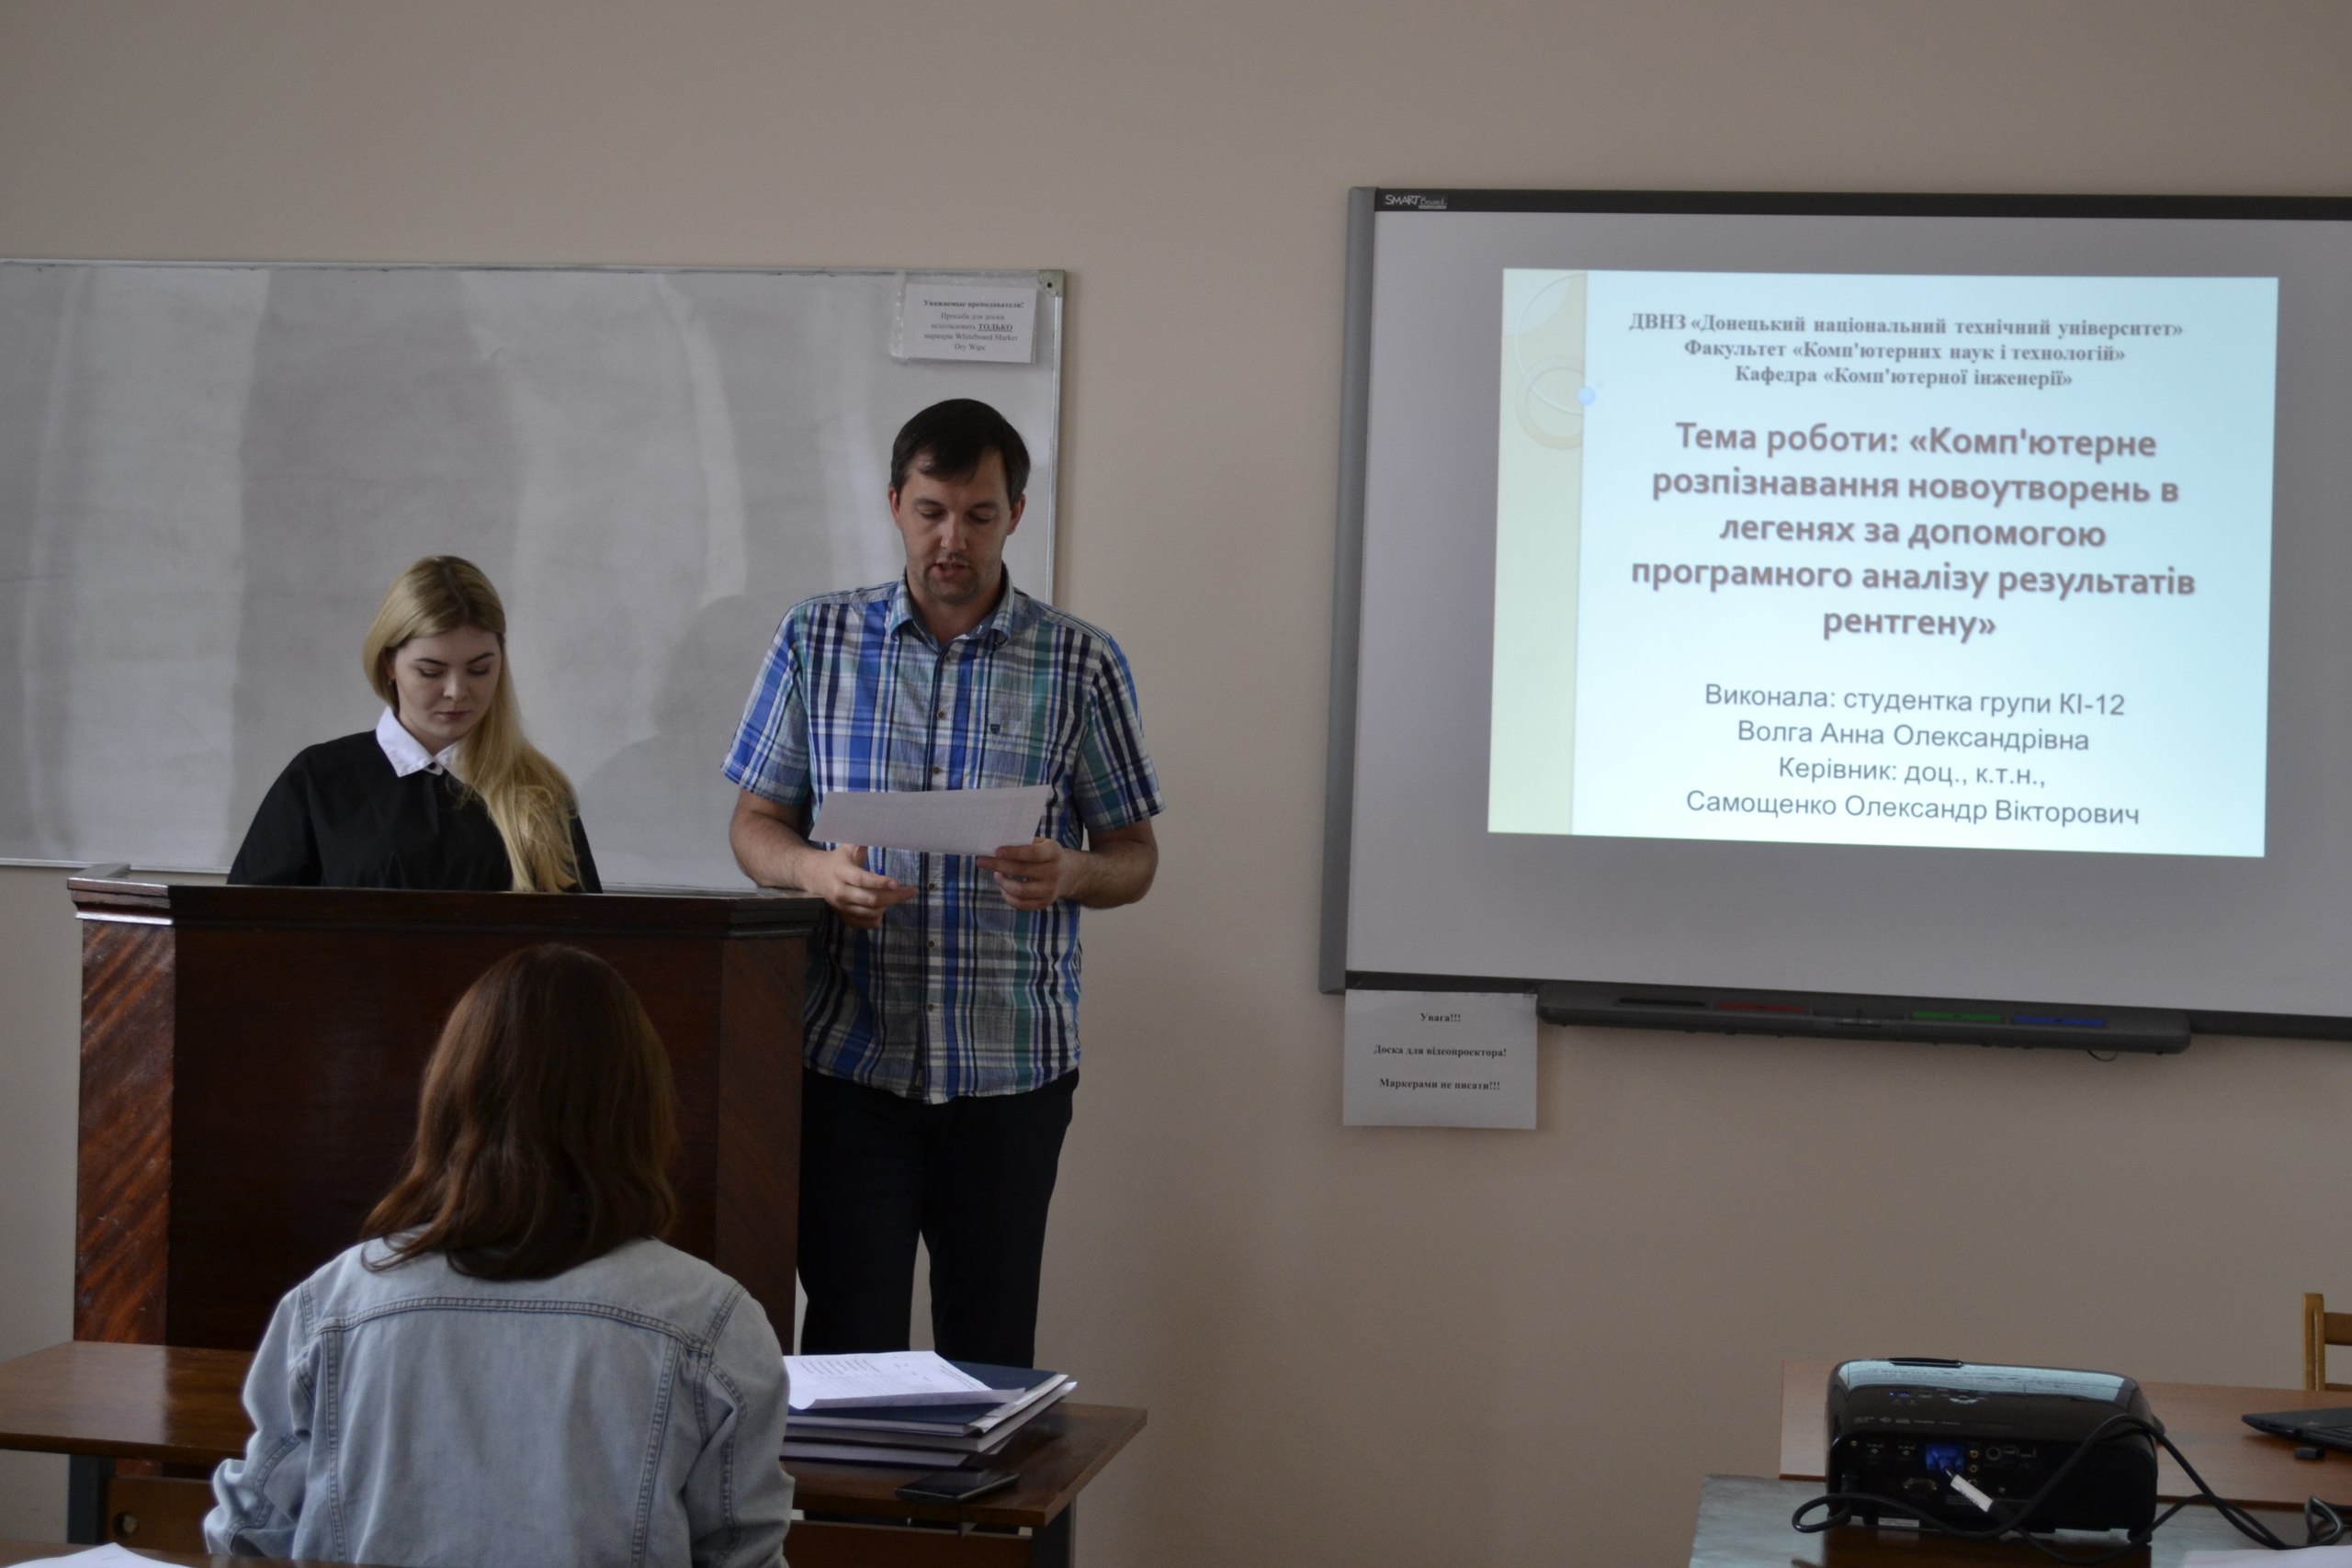 Уважаемые преподаватели!
Просьба для доски
использовать ТОЛЬКО
маркеры Whiteboard Marker
Dry Wipe
SMART Board
ДВНЗ «Донецький національний технічний університет»
Факультет «Комп'ютерних наук і технологій»
Кафедра «Комп'ютерної інженерії»
Тема роботи: «Комп'ютерне
розпізнавання новоутворень в
легенях за допомогою
програмного аналізу результатів
рентгену»
Виконала: студентка групи КІ-12
Волга Анна Олександрівна
Керівник: доц., к.т.н.,
Самощенко Олександр Вікторович
Увага!!!
Доска для відеопроектора!
Маркерами не писати!!!